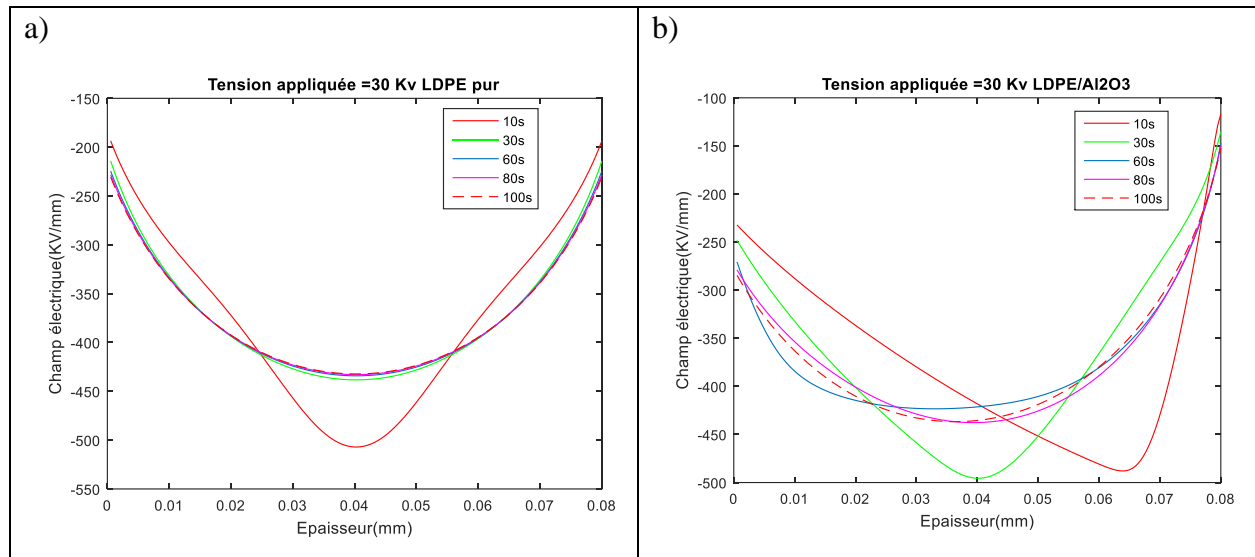 a)
Tension appliquée =30 Kv LDPE pur
-150
-200
-250
-300
-350
-400
-450
-500
-550
Champ électrique(KV/mm)
10s
30s
60s
80s
100s
0 0.01 0.02 0.03 0.04 0.05 0.06 0.07 0.08
Epaisseur(mm)
b)
Tension appliquée =30 Kv LDPE/Al2O3
-100
-150
-200
-250
-300
-350
-400
-450
-500
Champ électrique(KV/mm)
10s
30s
60s
80s
100s
0 0.01 0.02 0.03 0.04 0.05 0.06 0.07 0.08
Epaisseur(mm)